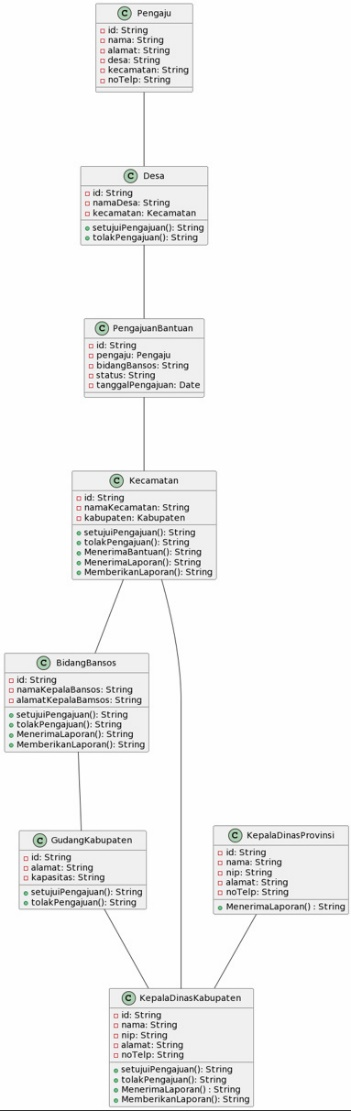 C Pengaju
id: String
nama: String
alamat: String
desa: String
kecamatan: String
noTelp: String
C Desa
id: String
namaDesa: String
kecamatan: Kecamatan
setujuiPengajuan(): String
tolakPengajuan(): String
C PengajuanBantuan
id: String
pengaju: Pengaju
bidangBansos: String
status: String
tanggalPengajuan: Date
C Kecamatan
id: String
namaKecamatan: String
kabupaten: Kabupaten
setujuiPengajuan(): String
tolakPengajuan(): String
MenerimaBantuan(): String
MenerimaLaporan(): String
MemberikanLaporan(): String
C BidangBansos
id: String
namaKepalaBansos: String
alamatKepalaBamsos: String
setujuiPengajuan(): String
tolakPengajuan(): String
MenerimaLaporan(): String
MemberikanLaporan(): String
C GudangKabupaten
id: String
alamat: String
kapasitas: String
setujuiPengajuan(): String
tolakPengajuan(): String
C KepalaDinasProvinsi
id: String
nama: String
nip: String
alamat: String
noTelp: String
MenerimaLaporan() : String
C KepalaDinasKabupaten
id: String
nama: String
nip: String
alamat: String
noTelp: String
setujuiPengajuan(): String
tolakPengajuan(): String
MenerimaLaporan() : String
MemberikanLaporan(): String